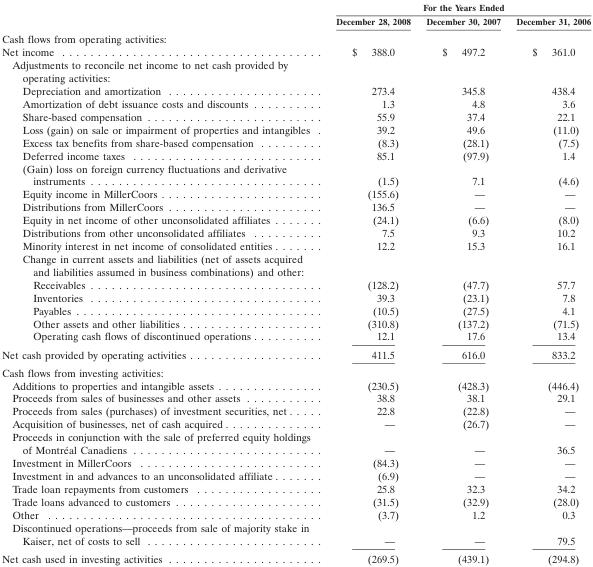 For the Years Ended
December 28, 2008 December 30, 2007 December 31, 2006
Cash flows from operating activities:
Net income . . . . . . . . . . . . . . . . . . . . . . . . . . . . . . . . . . . . . . $ 388.0 $ 497.2 $ 361.0
Adjustments to reconcile net income to net cash provided by
operating activities:
Depreciation and amortization . . . . . . . . . . . . . . . . . . . . . . . 273.4 345.8 438.4
Amortization of debt issuance costs and discounts . . . . . . . . . . 1.3 4.8 3.6
Share-based compensation . . . . . . . . . . . . . . . . . . . . . . . . . . 55.9 37.4 22.1
Loss (gain) on sale or impairment of properties and intangibles . 39.2 49.6 (11.0)
Excess tax benefits from share-based compensation . . . . . . . . . (8.3) (28.1) (7.5)
Deferred income taxes . . . . . . . . . . . . . . . . . . . . . . . . . . . . . 85.1 (97.9) 1.4
(Gain) loss on foreign currency fluctuations and derivative
instruments . . . . . . . . . . . . . . . . . . . . . . . . . . . . . . . . . . . (1.5) 7.1 (4.6)
Equity income in MillerCoors . . . . . . . . . . . . . . . . . . . . . . . . (155.6) — —
Distributions from MillerCoors . . . . . . . . . . . . . . . . . . . . . . . 136.5 — —
Equity in net income of other unconsolidated affiliates . . . . . . . (24.1) (6.6) (8.0)
Distributions from other unconsolidated affiliates . . . . . . . . . . 7.5 9.3 10.2
Minority interest in net income of consolidated entities . . . . . . . 12.2 15.3 16.1
Change in current assets and liabilities (net of assets acquired
and liabilities assumed in business combinations) and other:
Receivables . . . . . . . . . . . . . . . . . . . . . . . . . . . . . . . . . . . (128.2) (47.7) 57.7
Inventories . . . . . . . . . . . . . . . . . . . . . . . . . . . . . . . . . . . 39.3 (23.1) 7.8
Payables . . . . . . . . . . . . . . . . . . . . . . . . . . . . . . . . . . . . . (10.5) (27.5) 4.1
Other assets and other liabilities . . . . . . . . . . . . . . . . . . . . . (310.8) (137.2) (71.5)
Operating cash flows of discontinued operations . . . . . . . . . . 12.1 17.6 13.4
Net cash provided by operating activities . . . . . . . . . . . . . . . . . . . 411.5 616.0 833.2
Cash flows from investing activities:
Additions to properties and intangible assets . . . . . . . . . . . . . . . . (230.5) (428.3) (446.4)
Proceeds from sales of businesses and other assets . . . . . . . . . . . . 38.8 38.1 29.1
Proceeds from sales (purchases) of investment securities, net . . . . . 22.8 (22.8) —
Acquisition of businesses, net of cash acquired . . . . . . . . . . . . . . . — (26.7) —
Proceeds in conjunction with the sale of preferred equity holdings
of Montréal Canadiens . . . . . . . . . . . . . . . . . . . . . . . . . . . . . — — 36.5
Investment in MillerCoors . . . . . . . . . . . . . . . . . . . . . . . . . . . . (84.3) — —
Investment in and advances to an unconsolidated affiliate . . . . . . . (6.9) — —
Trade loan repayments from customers . . . . . . . . . . . . . . . . . . . 25.8 32.3 34.2
Trade loans advanced to customers . . . . . . . . . . . . . . . . . . . . . . (31.5) (32.9) (28.0)
Other . . . . . . . . . . . . . . . . . . . . . . . . . . . . . . . . . . . . . . . . . . (3.7) 1.2 0.3
Discontinued operations—proceeds from sale of majority stake in
Kaiser, net of costs to sell . . . . . . . . . . . . . . . . . . . . . . . . . . . — — 79.5
Net cash used in investing activities . . . . . . . . . . . . . . . . . . . . . . . (269.5) (439.1) (294.8)